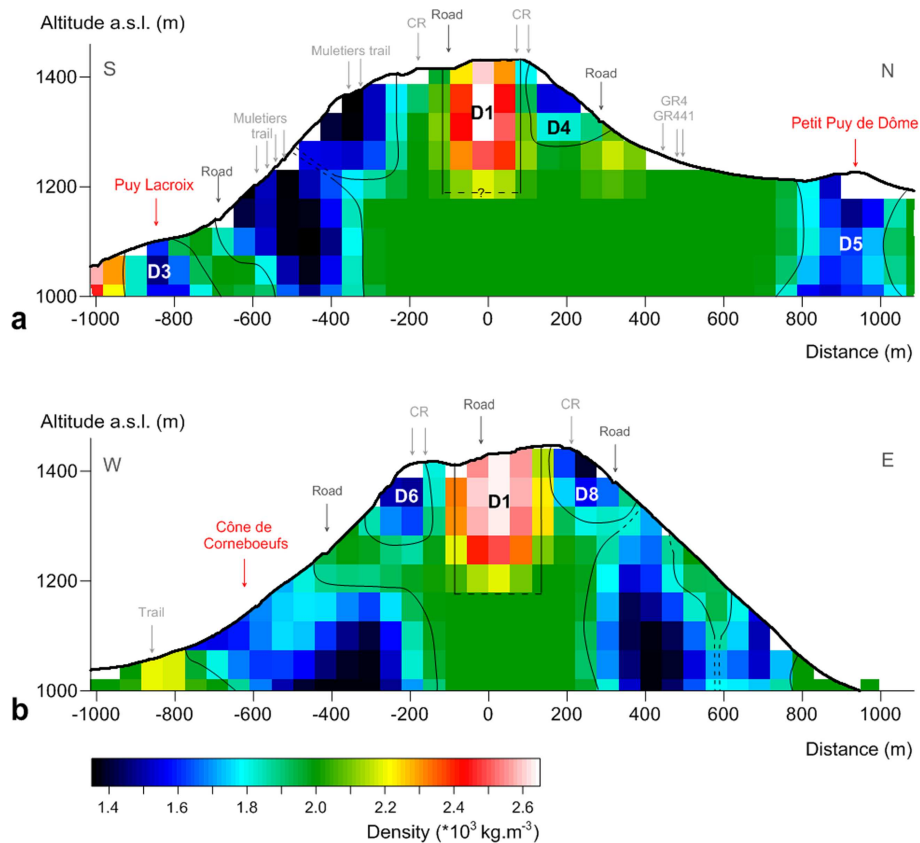 Altitude a.s.l. (m)
CR Road CR
S
N
Muletiers trail
Road
1400
D1
D4
GR4
GR441
Petit Puy de Dôme
Muletiers
trail
Road
Puy Lacroix
1200
-?-
D3
D5
1000
a
-1000 -800 -600 -400 -200 0 200 400 600 800 1000
Distance (m)
Altitude a.s.l. (m)
CR Road CR
W
E
Road
1400
D6 D1 D8
Road
Cône de
Corneboeufs
1200
Trail
1000
b
-1000 -800 -600 -400 -200 0 200 400 600 800 1000
Distance (m)
1.4 1.6 1.8 2.0 2.2 2.4 2.6
Density (*10³ kg.m⁻³)